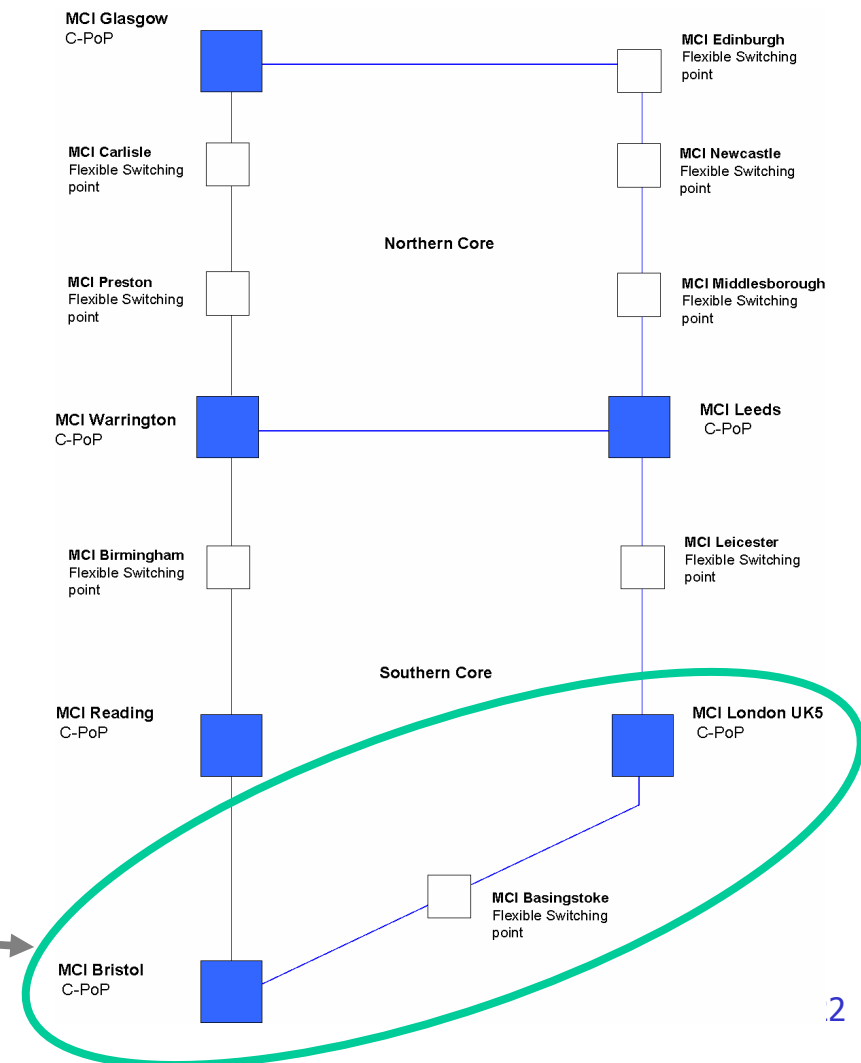 MCI Glasgow
C-PoP
MCI Edinburgh
Flexible Switching
point
MCI Carlisle
Flexible Switching
point
MCI Newcastle
Flexible Switching
point
Northern Core
MCI Preston
Flexible Switching
point
MCI Middlesborough
Flexible Switching
point
MCI Warrington
C-PoP
MCI Leeds
C-PoP
MCI Birmingham
Flexible Switching
point
MCI Leicester
Flexible Switching
point
Southern Core
MCI Reading
C-PoP
MCI London UK5
C-PoP
MCI Basingstoke
Flexible Switching
point
MCI Bristol
C-PoP
2